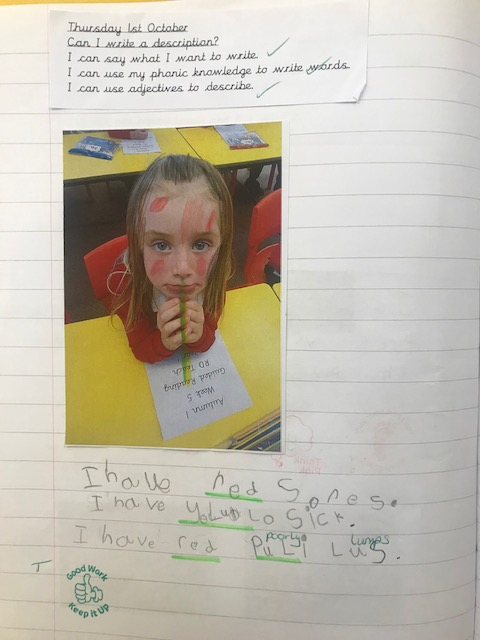 Thursday 1st October
Can I write a description?
I can say what I want to write.
I can use my phonic knowledge to write words.
I can use adjectives to describe.
Autumn 1
Week 5
Guided Reading
RO Teach
I have red Sores.
I have yeLuw Lo Sick.
poorly lumps
I have red PuLi Lus.
T
Good Work
Keep it Up